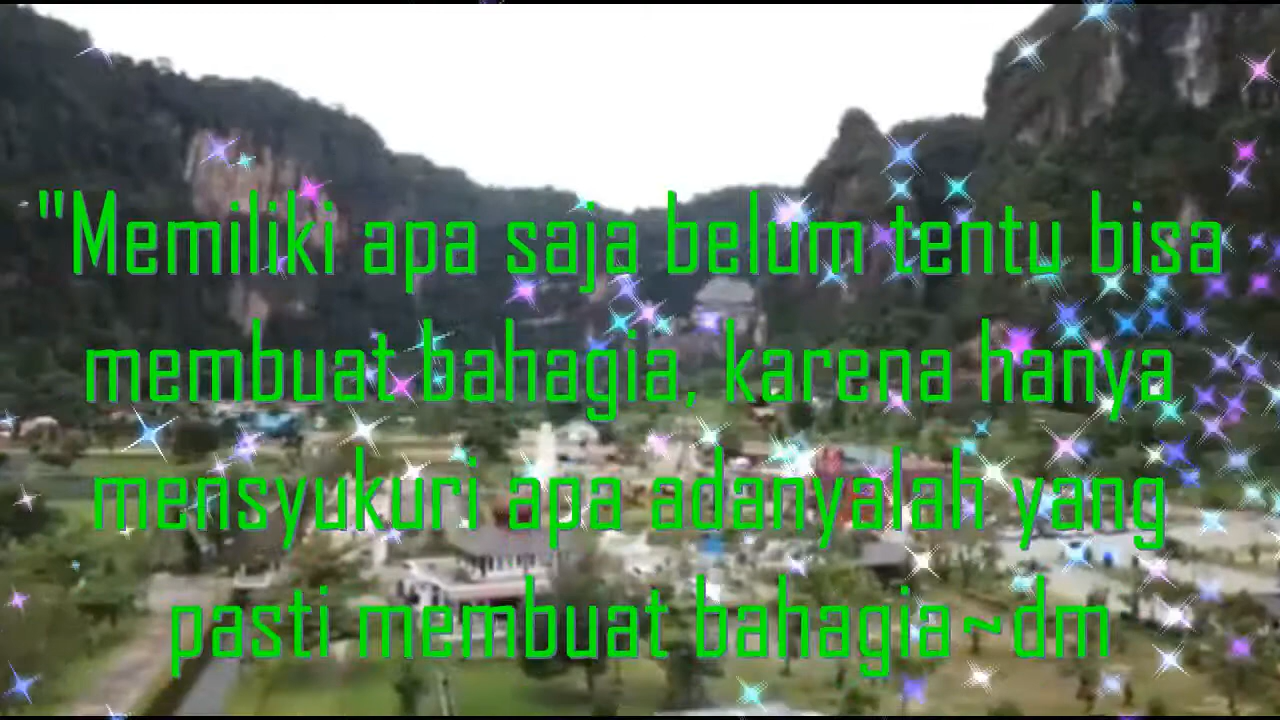 "Memiliki apa saja belum tentu bisa
membuat bahagia, karena hanya
mensyukuri apa adanyalah yang
pasti membuat bahagia~dm